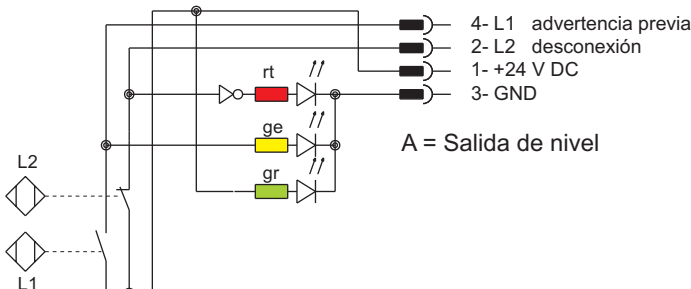 4- L1 advertencia previa
2- L2 desconexión
1- +24 V DC
3- GND
rt
ge
gr
A = Salida de nivel
L2
L1